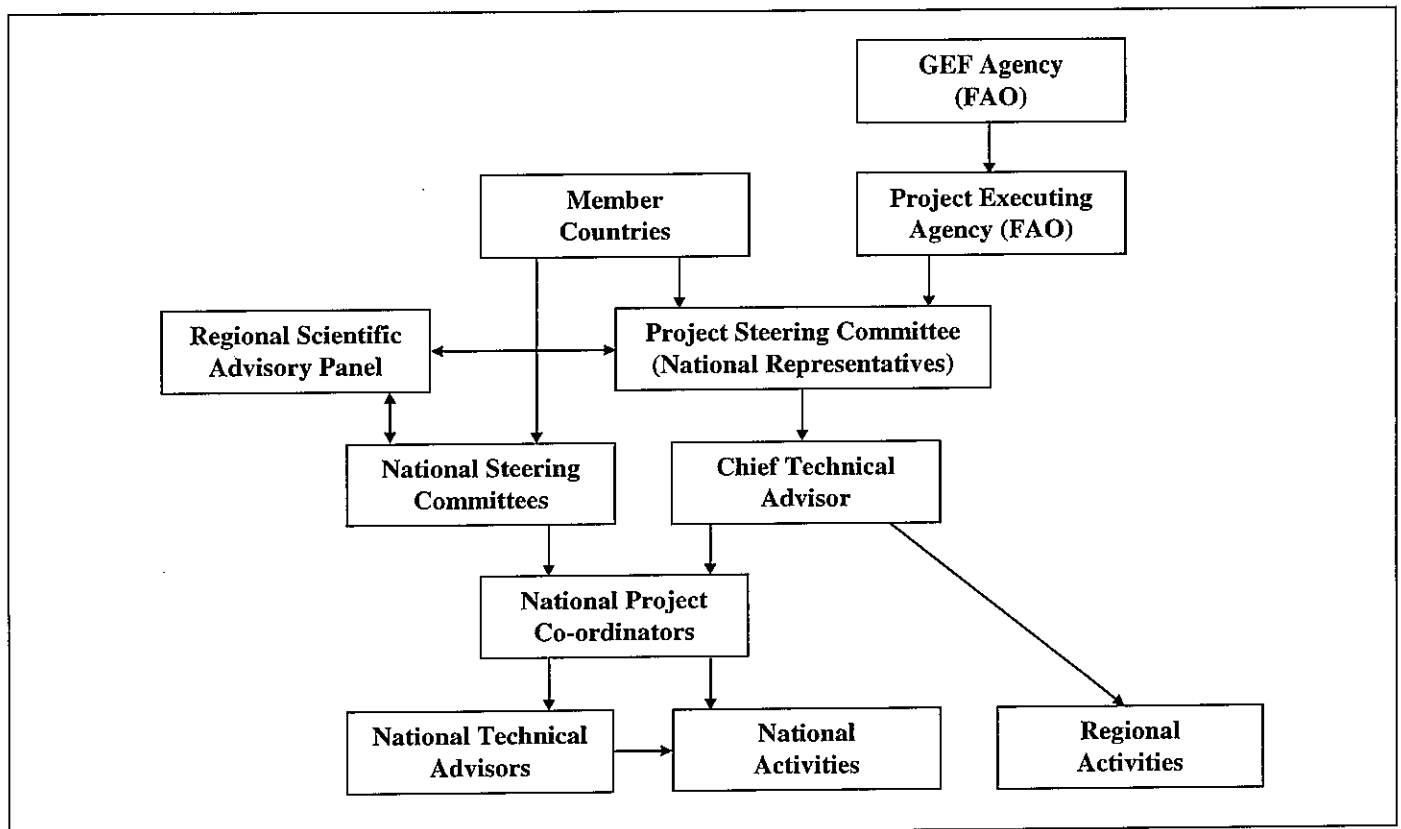 GEF Agency
(FAO)
Member
Countries
Project Executing
Agency (FAO)
Regional Scientific
Advisory Panel
Project Steering Committee
(National Representatives)
National Steering
Committees
Chief Technical
Advisor
National Project
Co-ordinators
National Technical
Advisors
National
Activities
Regional
Activities